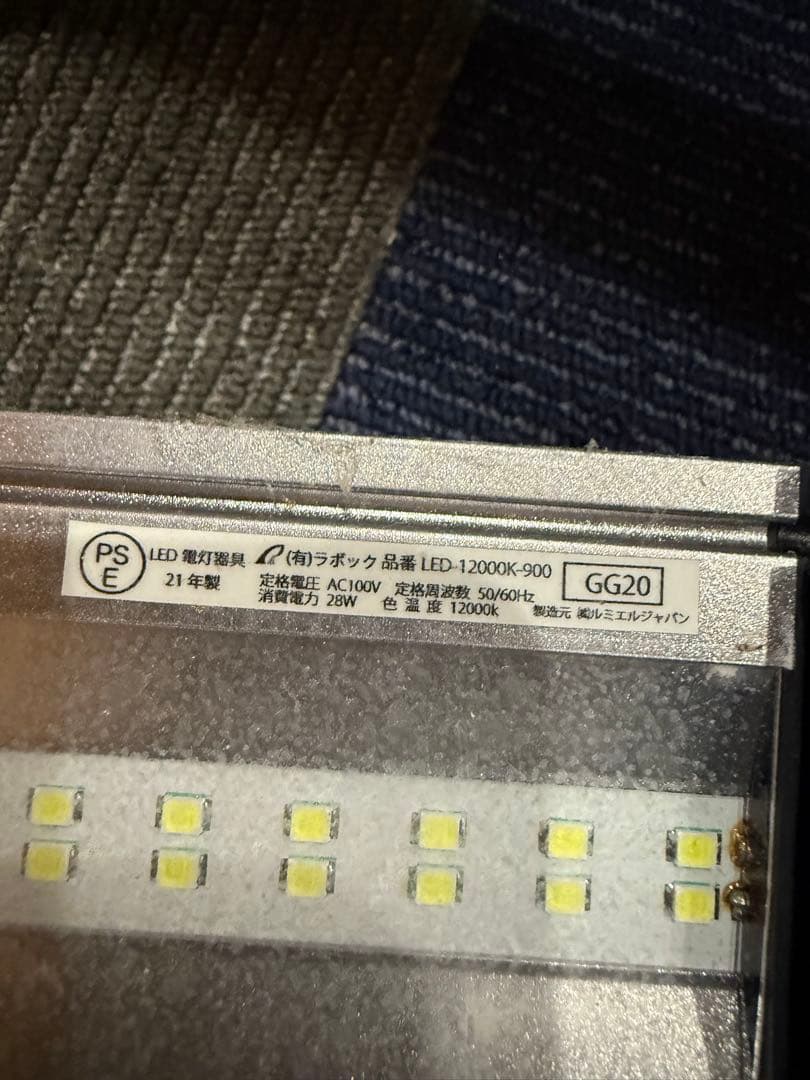 PS
E
LED 電灯器具 (有)ラボック 品番 LED-12000K-900
21年製 定格電圧 AC100V 定格周波数 50/60Hz
消費電力 28W 色温度 12000k 製造元 ㈱ルミエルジャパン
GG20